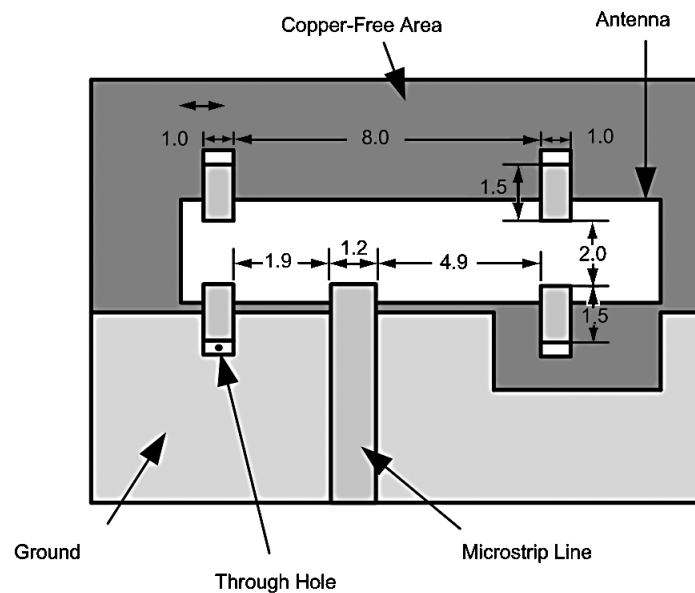 Copper-Free Area
Antenna
1.0
8.0
1.0
1.5
1.9
1.2
4.9
2.0
1.5
Ground
Microstrip Line
Through Hole